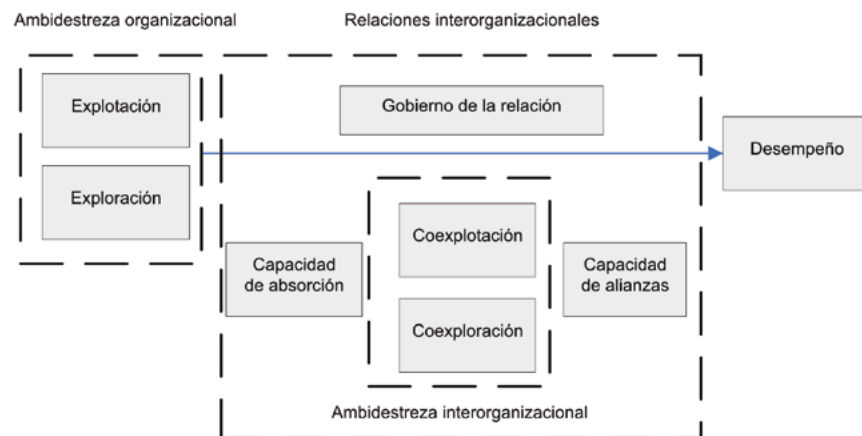 Ambidestreza organizacional
Relaciones interorganizacionales
Explotación
Exploración
Gobierno de la relación
Desempeño
Capacidad
de absorción
Coexplotación
Coexploración
Capacidad
de alianzas
Ambidestreza interorganizacional